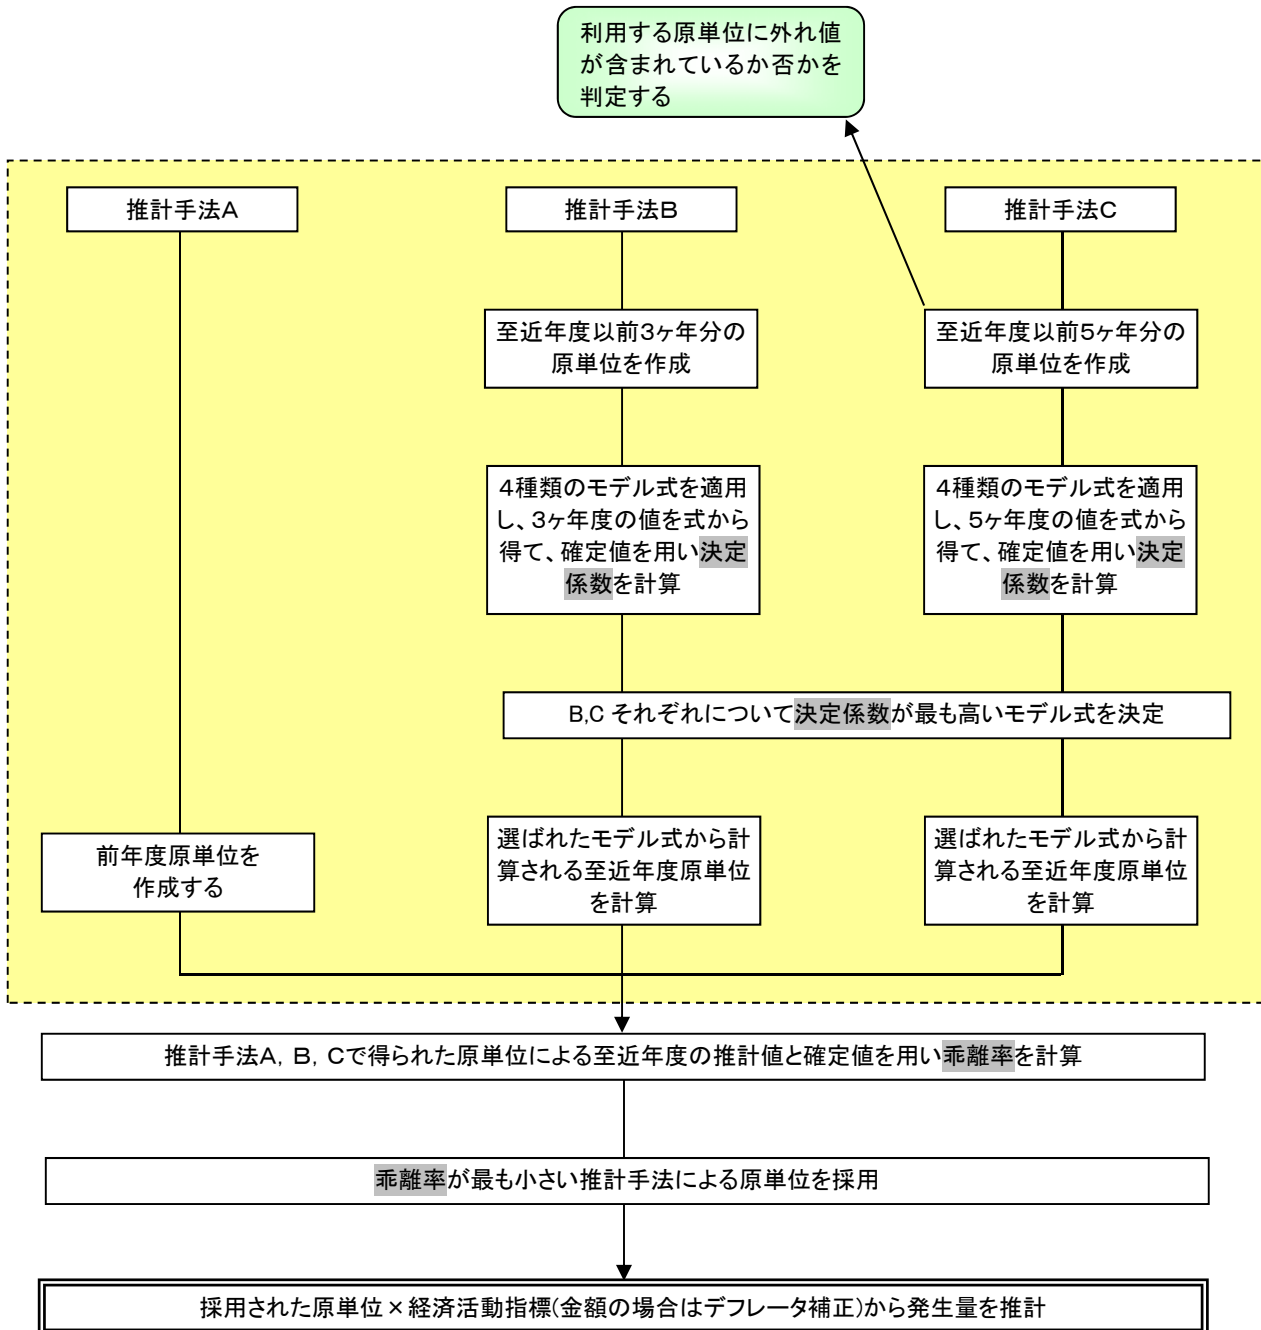 利用する原単位に外れ値
が含まれているか否かを
判定する
推計手法A
推計手法B
推計手法C
至近年度以前3ヶ年分の
原単位を作成
至近年度以前5ヶ年分の
原単位を作成
4種類のモデル式を適用
し、3ヶ年度の値を式から
得て、確定値を用い決定
係数を計算
4種類のモデル式を適用
し、5ヶ年度の値を式から
得て、確定値を用い決定
係数を計算
B,C それぞれについて決定係数が最も高いモデル式を決定
前年度原単位を
作成する
選ばれたモデル式から計
算される至近年度原単位
を計算
選ばれたモデル式から計
算される至近年度原単位
を計算
推計手法A, B, Cで得られた原単位による至近年度の推計値と確定値を用い乖離率を計算
乖離率が最も小さい推計手法による原単位を採用
採用された原単位×経済活動指標(金額の場合はデフレータ補正)から発生量を推計